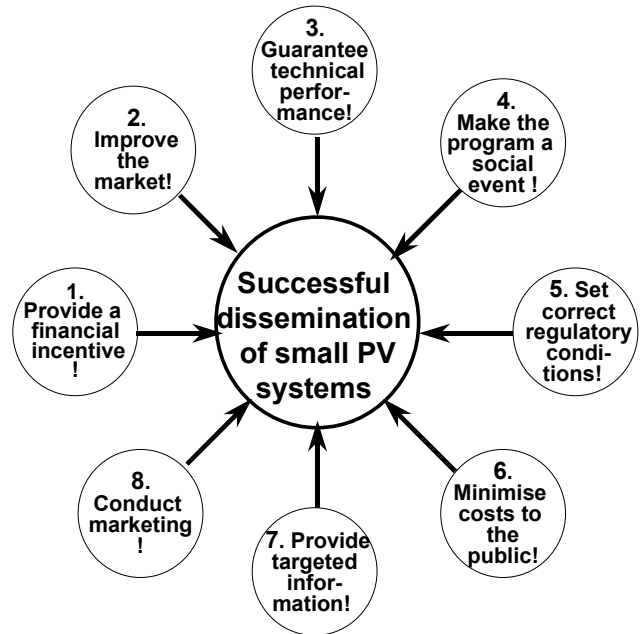 1.
Provide a
financial
incentive
!
2.
Improve
the
market!
3.
Guarantee
technical
perfor-
mance!
4.
Make the
program a
social
event !
5. Set
correct
regulatory
condi-
tions!
6.
Minimise
costs to
the
public!
7. Provide
targeted
infor-
mation!
8.
Conduct
marketing
!
Successful
dissemination
of small PV
systems